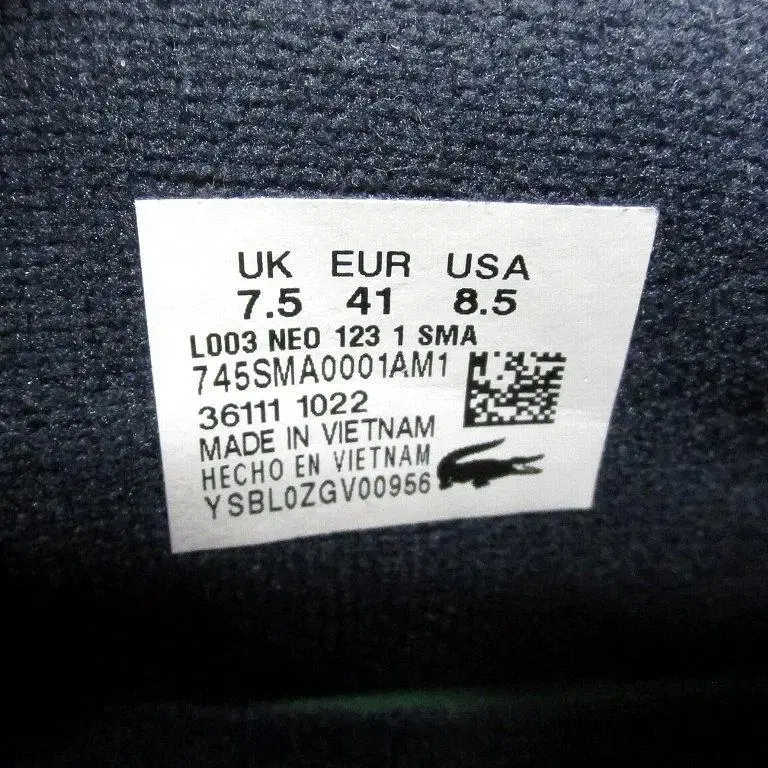 UK EUR USA
7.5 41 8.5
L003 NEO 123 1 SMA
745SMA0001AM1
36111 1022
MADE IN VIETNAM
HECHO EN VIETNAM
YSBL0ZGV00956